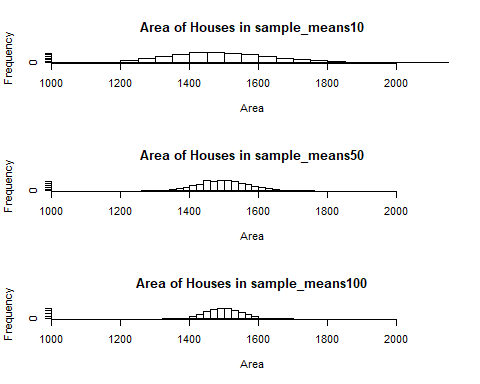 Area of Houses in sample_means10
Frequency
0
1000 1200 1400 1600 1800 2000
Area
Area of Houses in sample_means50
Frequency
0
1000 1200 1400 1600 1800 2000
Area
Area of Houses in sample_means100
Frequency
0
1000 1200 1400 1600 1800 2000
Area